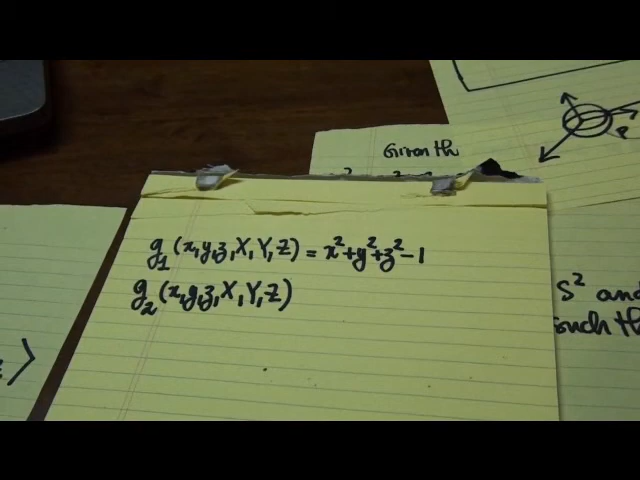 Given th
g₁(x,y,z,X,Y,Z) = x²+y²+z²-1
g₂(x,y,z,X,Y,Z)
S² and
such th